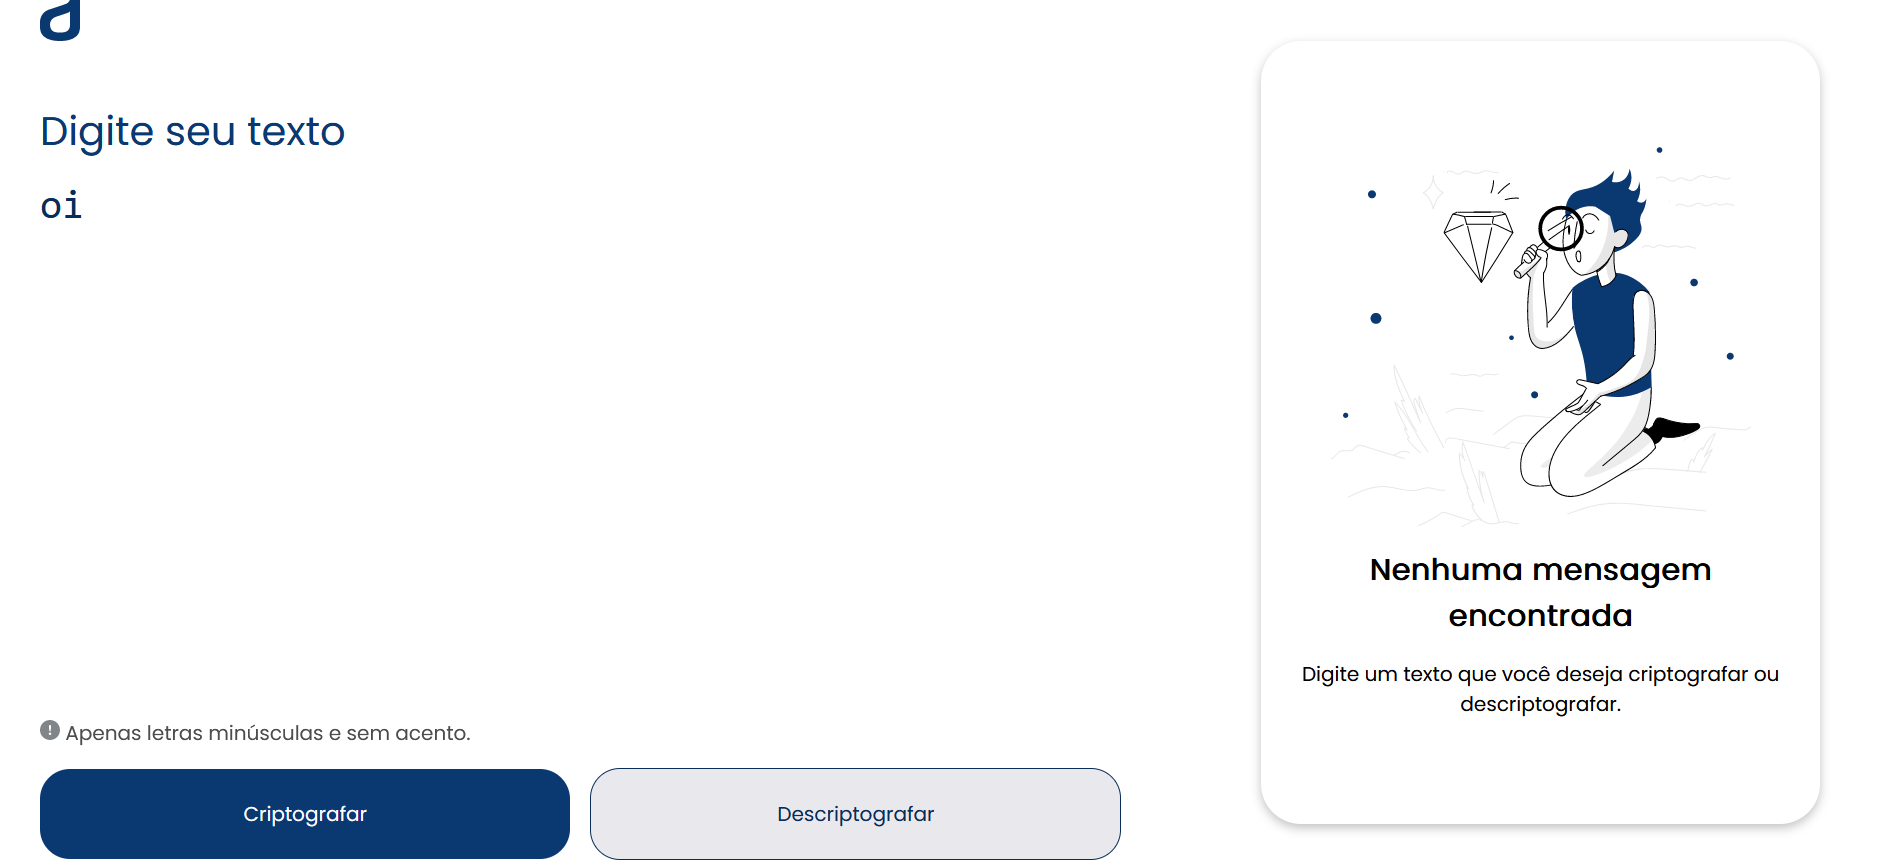 a
Digite seu texto
oi
Apenas letras minúsculas e sem acento.
Criptografar
Descriptografar
Nenhuma mensagem
encontrada
Digite um texto que você deseja criptografar ou
descriptografar.